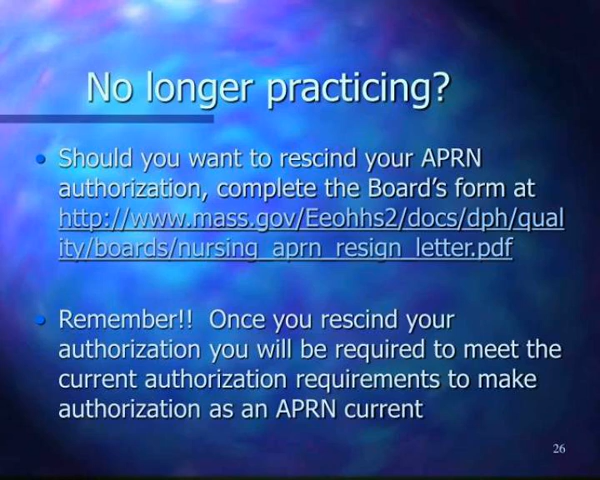 No longer practicing?
• Should you want to rescind your APRN
authorization, complete the Board's form at
http://www.mass.gov/Eeohhs2/docs/dph/qual
ity/boards/nursing_aprn_resign_letter.pdf
• Remember!!  Once you rescind your
authorization you will be required to meet the
current authorization requirements to make
authorization as an APRN current
26